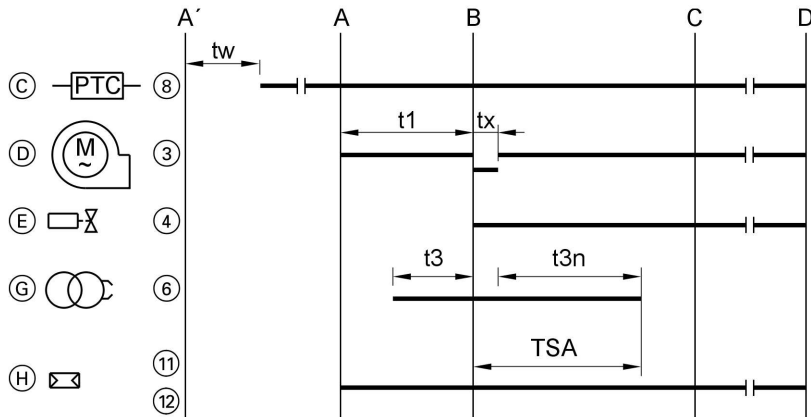 A´ A B C D
tw
C PTC 8
t1 tx
D M ~ 3
E 4
t3 t3n
G 6
TSA
11
H
12